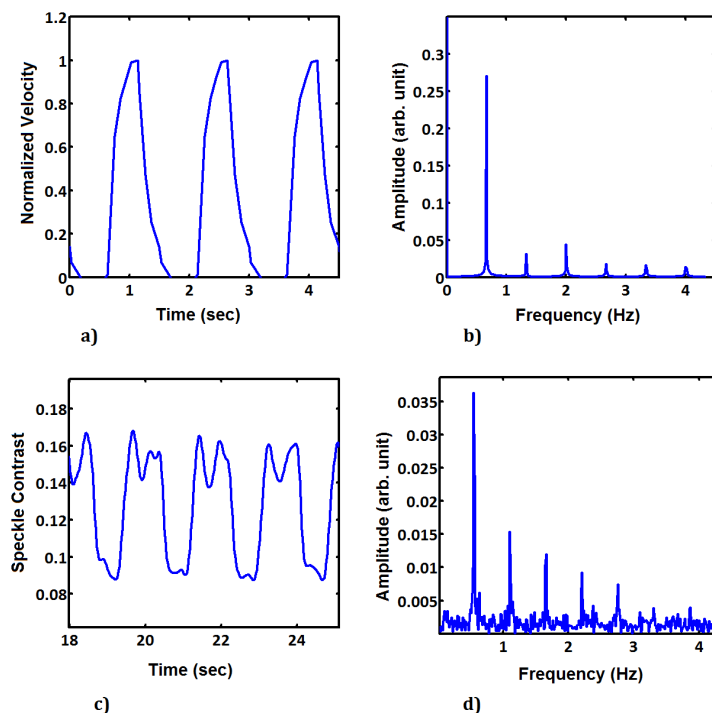 1.2
1
0.8
0.6
0.4
0.2
0
Normalized Velocity
0 1 2 3 4
Time (sec)
a)
0.3
0.25
0.2
0.15
0.1
0.05
0
Amplitude (arb. unit)
0 1 2 3 4
Frequency (Hz)
b)
0.18
0.16
0.14
0.12
0.1
0.08
Speckle Contrast
18 20 22 24
Time (sec)
c)
0.035
0.03
0.025
0.02
0.015
0.01
0.005
Amplitude (arb. unit)
0 1 2 3 4
Frequency (Hz)
d)